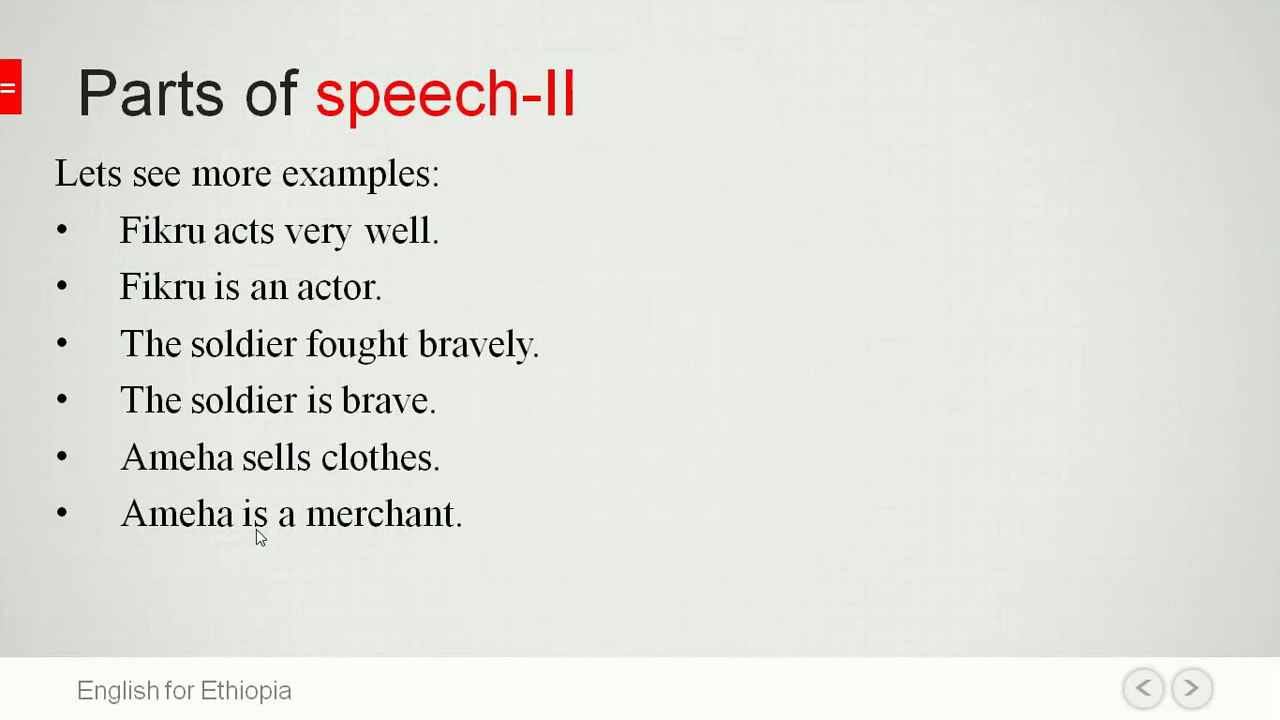 Parts of speech-II
Lets see more examples:
• Fikru acts very well.
• Fikru is an actor.
• The soldier fought bravely.
• The soldier is brave.
• Ameha sells clothes.
• Ameha is a merchant.
English for Ethiopia